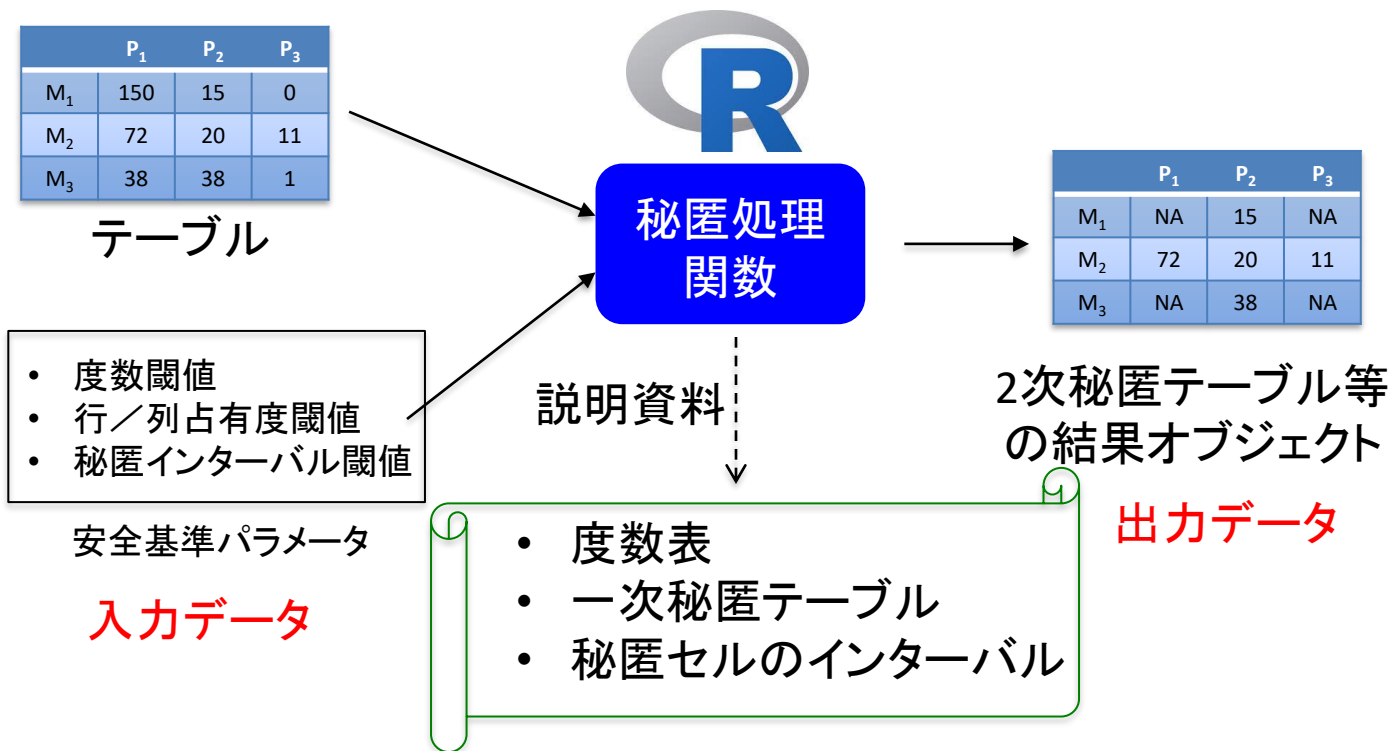 P1 P2 P3
M1 150 15 0
M2 72 20 11
M3 38 38 1
テーブル
• 度数閾値
• 行／列占有度閾値
• 秘匿インターバル閾値
安全基準パラメータ
入力データ
R
秘匿処理
関数
説明資料
• 度数表
• 一次秘匿テーブル
• 秘匿セルのインターバル
P1 P2 P3
M1 NA 15 NA
M2 72 20 11
M3 NA 38 NA
2次秘匿テーブル等
の結果オブジェクト
出力データ